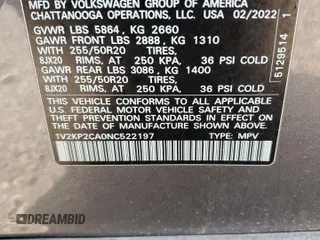 MFD BY VOLKSWAGEN GROUP OF AMERICA
CHATTANOOGA OPERATIONS, LLC. USA 02/2022
GVWR LBS 5864, KG 2660
GAWR FRONT LBS 2888, KG 1310
WITH 255/50R20 TIRES,
8JX20 RIMS, AT 250 KPA, 36 PSI COLD
GAWR REAR LBS 3086, KG 1400
WITH 255/50R20 TIRES,
8JX20 RIMS, AT 250 KPA, 36 PSI COLD
THIS VEHICLE CONFORMS TO ALL APPLICABLE
U.S. FEDERAL MOTOR VEHICLE SAFETY AND
THEFT PREVENTION STANDARDS IN EFFECT ON
THE DATE OF MANUFACTURE SHOWN ABOVE
1V2KP2CA0NC522197 TYPE: MPV
5129514 1
© DREAMBID
DREAMBID.COM